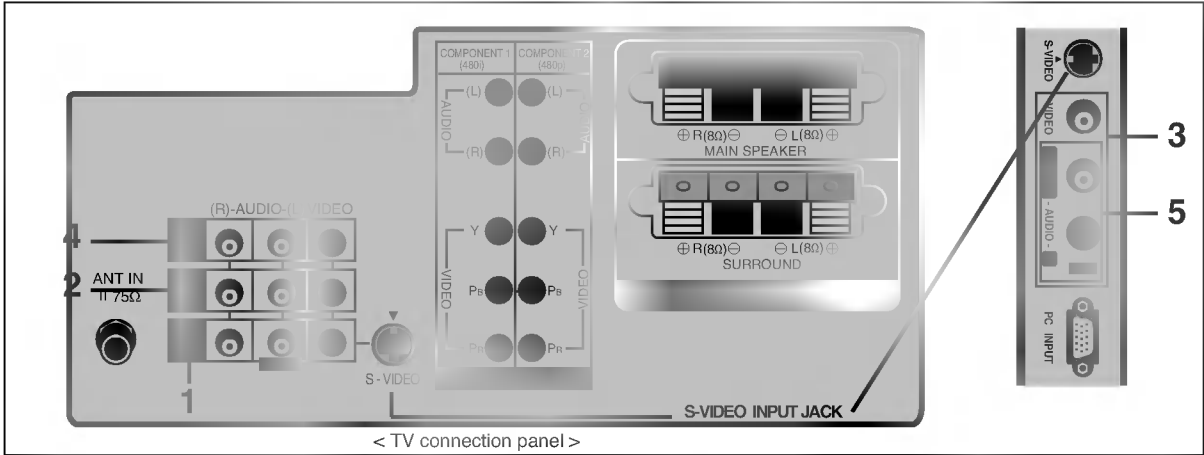 COMPONENT 1 COMPONENT 2
(480i) (480p)
(L) (L)
AUDIO AUDIO
(R) (R)
Y Y
VIDEO VIDEO
PB PB
PR PR
⊕ R(8Ω) ⊖ ⊖ L(8Ω) ⊕
MAIN SPEAKER
⊕ R(8Ω) ⊖ ⊖ L(8Ω) ⊕
SURROUND
(R)-AUDIO-(L) VIDEO
4
2
ANT IN
75Ω
1
S-VIDEO
S-VIDEO INPUT JACK
< TV connection panel >
S-VIDEO
VIDEO
3
- AUDIO -
5
PC INPUT